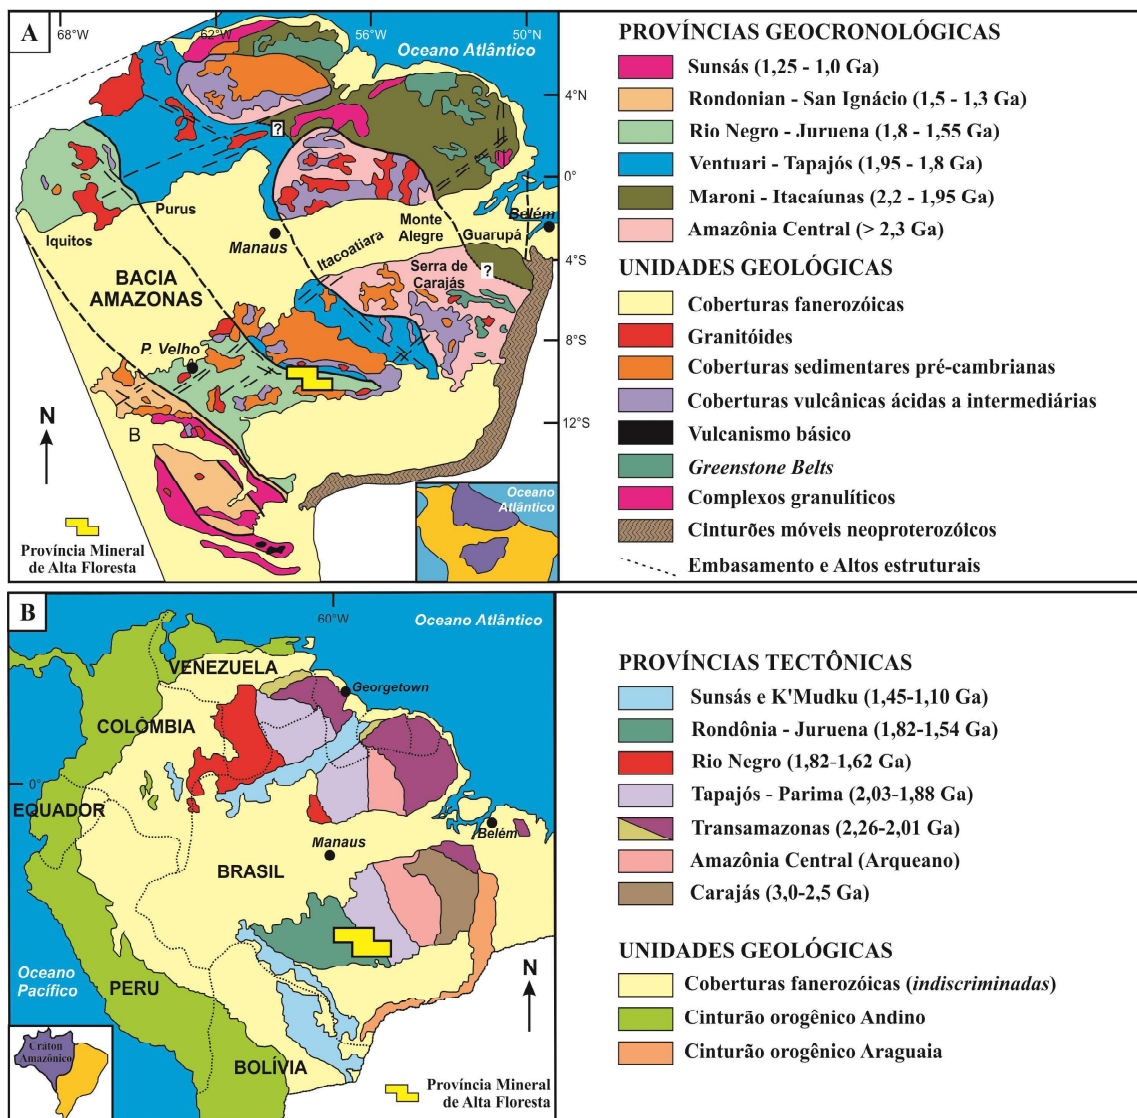 A
68°W
62°W
56°W
50°N
Oceano Atlântico
4°N
?
0°
Purus
Belém
Iquitos
Manaus
Itacoatiara
Monte
Alegre
Guarupá
4°S
BACIA
AMAZONAS
Serra de
Carajás
?
8°S
P. Velho
N
B
12°S
Província Mineral
de Alta Floresta
Oceano
Atlântico
PROVÍNCIAS GEOCRONOLÓGICAS
Sunsás (1,25 - 1,0 Ga)
Rondonian - San Ignácio (1,5 - 1,3 Ga)
Rio Negro - Juruena (1,8 - 1,55 Ga)
Ventuari - Tapajós (1,95 - 1,8 Ga)
Maroni - Itacaíunas (2,2 - 1,95 Ga)
Amazônia Central (> 2,3 Ga)
UNIDADES GEOLÓGICAS
Coberturas fanerozóicas
Granitóides
Coberturas sedimentares pré-cambrianas
Coberturas vulcânicas ácidas a intermediárias
Vulcanismo básico
Greenstone Belts
Complexos granulíticos
Cinturões móveis neoproterozóicos
Embasamento e Altos estruturais
B
60°W
Oceano Atlântico
VENEZUELA
Georgetown
COLÔMBIA
0°
EQUADOR
Belém
Manaus
BRASIL
Oceano
Pacífico
PERU
N
Cráton
Amazônico
BOLÍVIA
Província Mineral
de Alta Floresta
PROVÍNCIAS TECTÔNICAS
Sunsás e K'Mudku (1,45-1,10 Ga)
Rondônia - Juruena (1,82-1,54 Ga)
Rio Negro (1,82-1,62 Ga)
Tapajós - Parima (2,03-1,88 Ga)
Transamazonas (2,26-2,01 Ga)
Amazônia Central (Arqueano)
Carajás (3,0-2,5 Ga)
UNIDADES GEOLÓGICAS
Coberturas fanerozóicas (indiscriminadas)
Cinturão orogênico Andino
Cinturão orogênico Araguaia